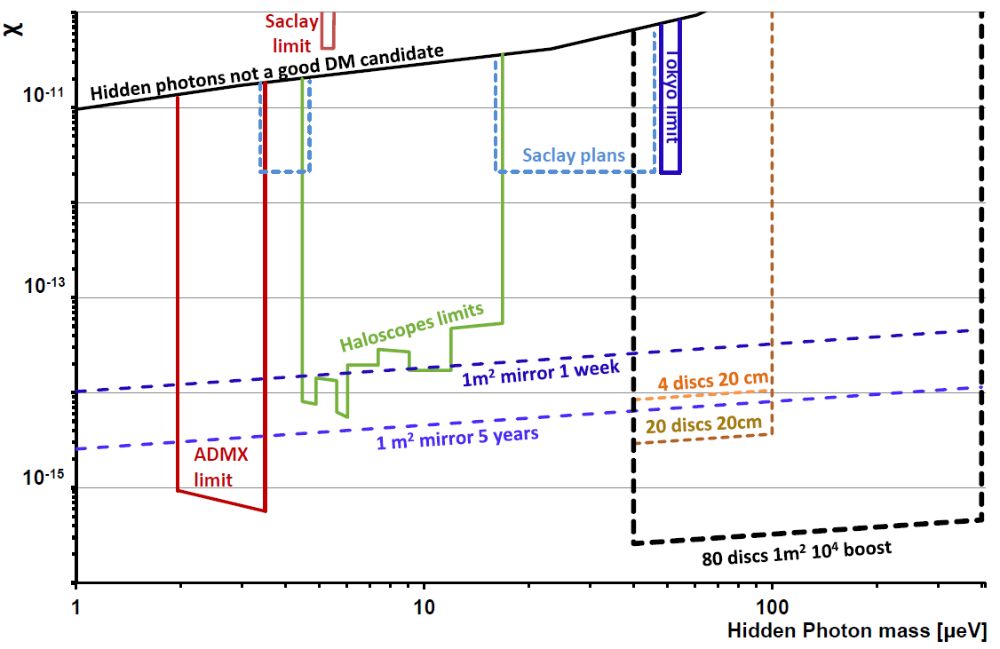 χ
Saclay
limit
Hidden photons not a good DM candidate
10⁻¹¹
Tokyo limit
Saclay plans
10⁻¹³
Haloscopes limits
1m² mirror 1 week
4 discs 20 cm
20 discs 20cm
1 m² mirror 5 years
ADMX
limit
10⁻¹⁵
80 discs 1m² 10⁴ boost
1
10
100
Hidden Photon mass [µeV]